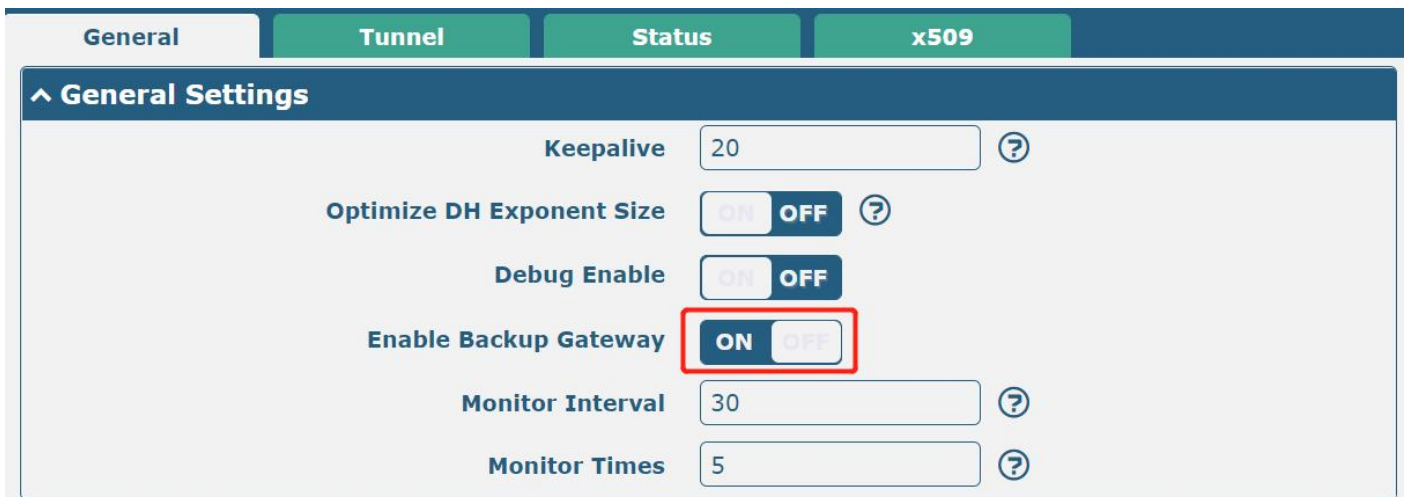 General Tunnel Status x509
^ General Settings
Keepalive 20 ?
Optimize DH Exponent Size ON OFF ?
Debug Enable ON OFF
Enable Backup Gateway ON OFF
Monitor Interval 30 ?
Monitor Times 5 ?